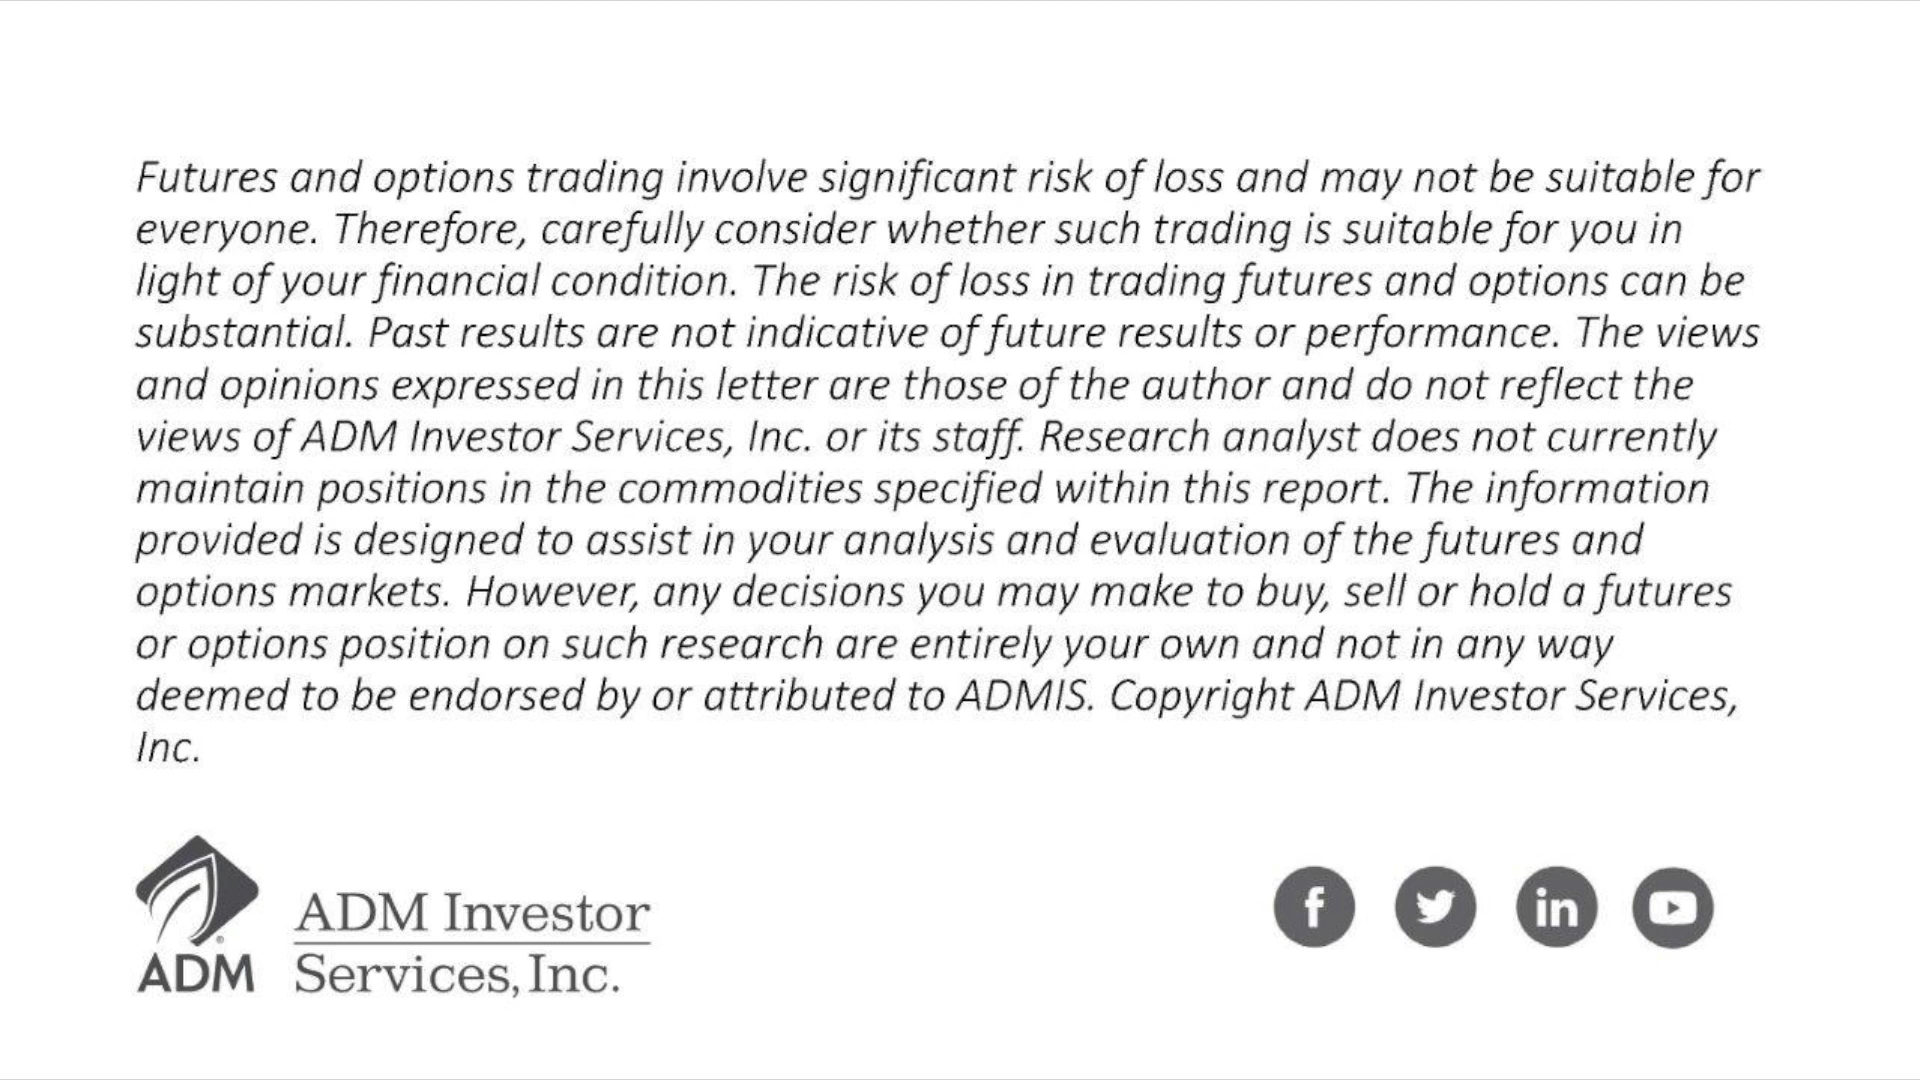 Futures and options trading involve significant risk of loss and may not be suitable for
everyone. Therefore, carefully consider whether such trading is suitable for you in
light of your financial condition. The risk of loss in trading futures and options can be
substantial. Past results are not indicative of future results or performance. The views
and opinions expressed in this letter are those of the author and do not reflect the
views of ADM Investor Services, Inc. or its staff. Research analyst does not currently
maintain positions in the commodities specified within this report. The information
provided is designed to assist in your analysis and evaluation of the futures and
options markets. However, any decisions you may make to buy, sell or hold a futures
or options position on such research are entirely your own and not in any way
deemed to be endorsed by or attributed to ADMIS. Copyright ADM Investor Services,
Inc.
ADM
ADM Investor
Services, Inc.
f
in